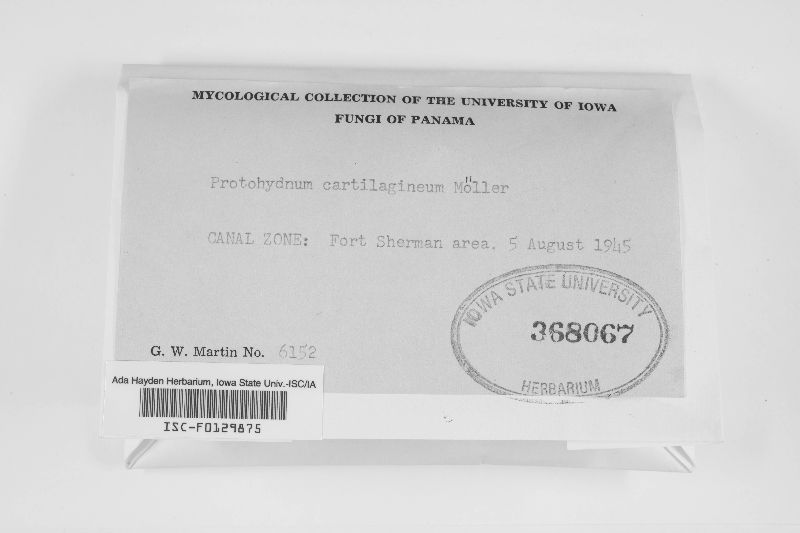 MYCOLOGICAL COLLECTION OF THE UNIVERSITY OF IOWA
FUNGI OF PANAMA
Protohydnum cartilagineum Möller
CANAL ZONE: Fort Sherman area. 5 August 1945
IOWA STATE UNIVERSITY
368067
HERBARIUM
G. W. Martin No. 6152
Ada Hayden Herbarium, Iowa State Univ.-ISC/IA
ISC-F0129875